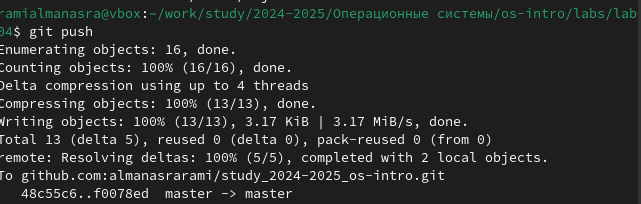 ramialmanasra@vbox:~/work/study/2024-2025/Операционные системы/os-intro/labs/lab
04$ git push
Enumerating objects: 16, done.
Counting objects: 100% (16/16), done.
Delta compression using up to 4 threads
Compressing objects: 100% (13/13), done.
Writing objects: 100% (13/13), 3.17 KiB | 3.17 MiB/s, done.
Total 13 (delta 5), reused 0 (delta 0), pack-reused 0 (from 0)
remote: Resolving deltas: 100% (5/5), completed with 2 local objects.
To github.com:almanasrarami/study_2024-2025_os-intro.git
   48c55c6..f0078ed  master -> master